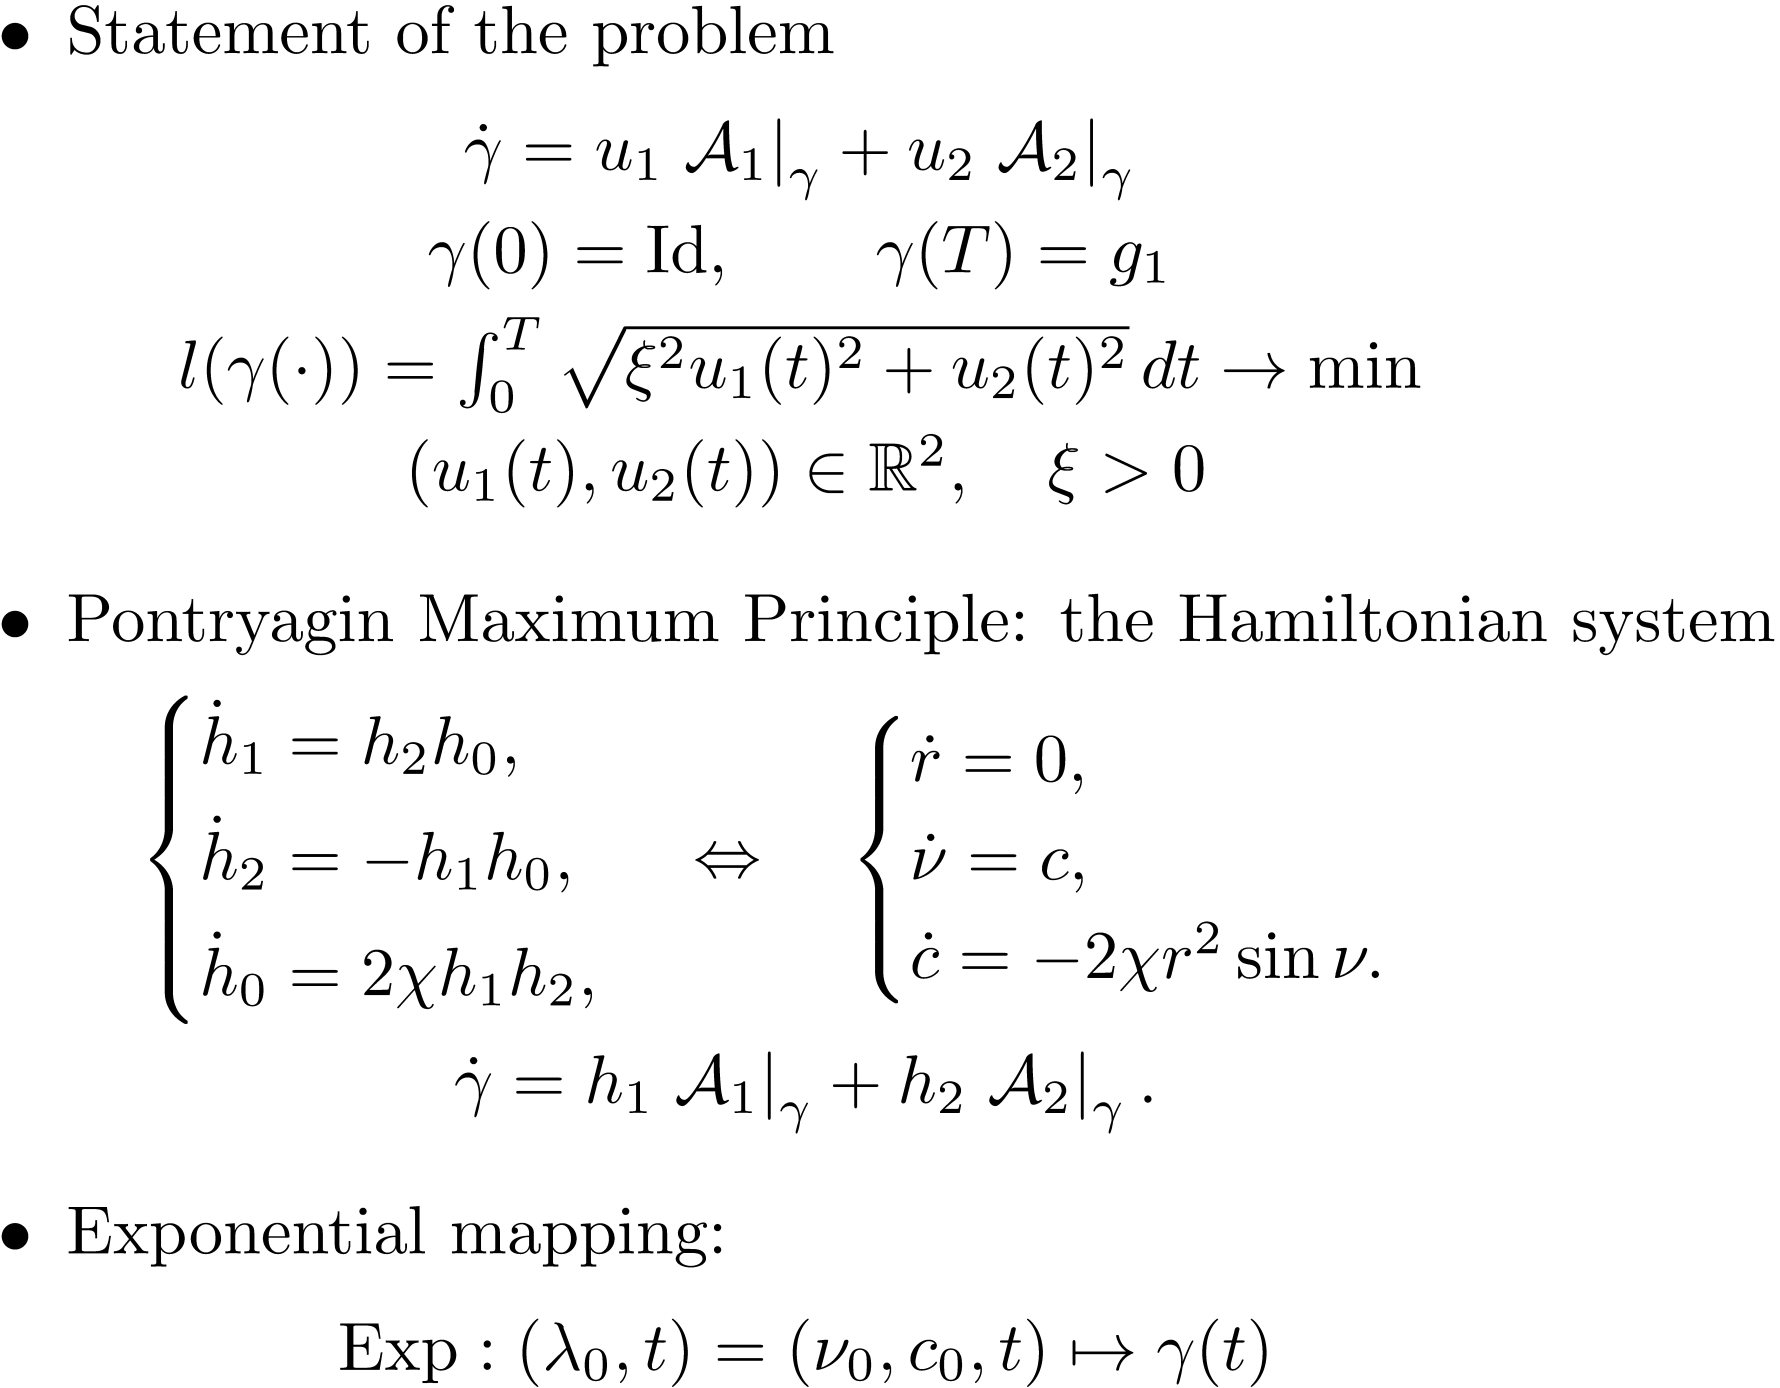 • Statement of the problem
γ̇ = u₁ 𝒜₁|_γ + u₂ 𝒜₂|_γ
γ(0) = Id, γ(T) = g₁
l(γ(·)) = ∫₀ᵀ √(ξ²u₁(t)² + u₂(t)²) dt → min
(u₁(t), u₂(t)) ∈ ℝ², ξ > 0
• Pontryagin Maximum Principle: the Hamiltonian system
{ ḣ₁ = h₂h₀, ḣ₂ = −h₁h₀, ḣ₀ = 2χh₁h₂, ⇔ { ṙ = 0, ν̇ = c, ċ = −2χr² sin ν.
γ̇ = h₁ 𝒜₁|_γ + h₂ 𝒜₂|_γ .
• Exponential mapping:
Exp : (λ₀, t) = (ν₀, c₀, t) ↦ γ(t)